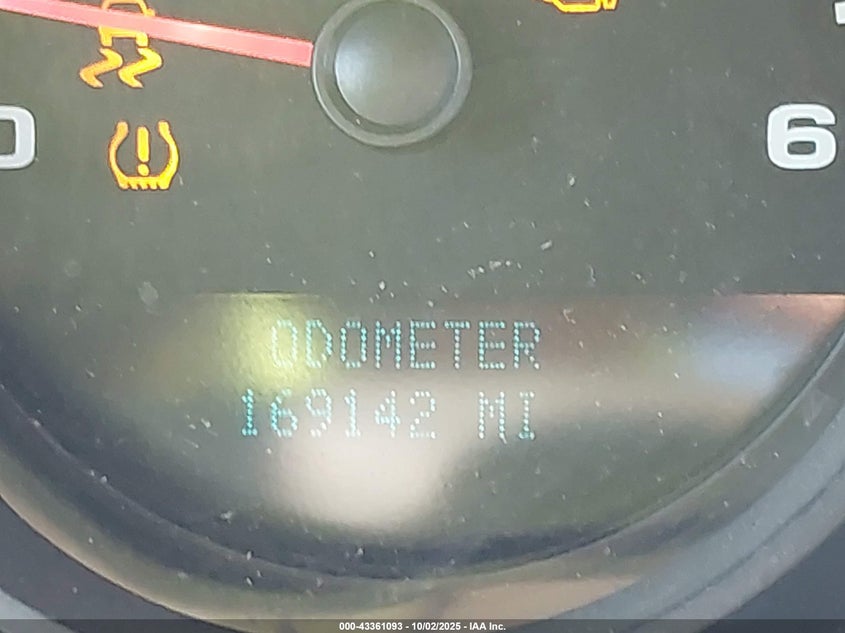 0
6
ODOMETER
169142 MI
000-43361093 - 10/02/2025 - IAA Inc.